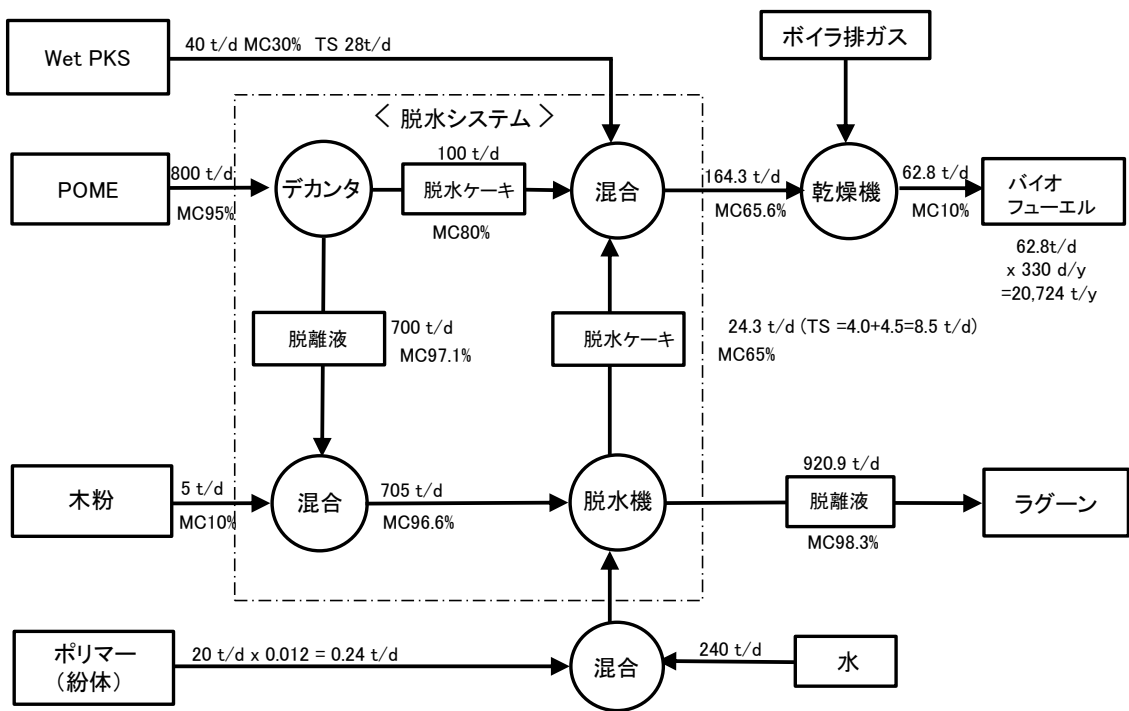 Wet PKS
40 t/d MC30%  TS 28t/d
ボイラ排ガス
< 脱水システム >
POME
800 t/d
MC95%
デカンタ
100 t/d
脱水ケーキ
MC80%
混合
164.3 t/d
MC65.6%
乾燥機
62.8 t/d
MC10%
バイオ
フューエル
62.8t/d
x 330 d/y
=20,724 t/y
脱離液
700 t/d
MC97.1%
脱水ケーキ
24.3 t/d (TS =4.0+4.5=8.5 t/d)
MC65%
木粉
5 t/d
MC10%
混合
705 t/d
MC96.6%
脱水機
920.9 t/d
脱離液
MC98.3%
ラグーン
ポリマー
(紛体)
20 t/d x 0.012 = 0.24 t/d
混合
240 t/d
水